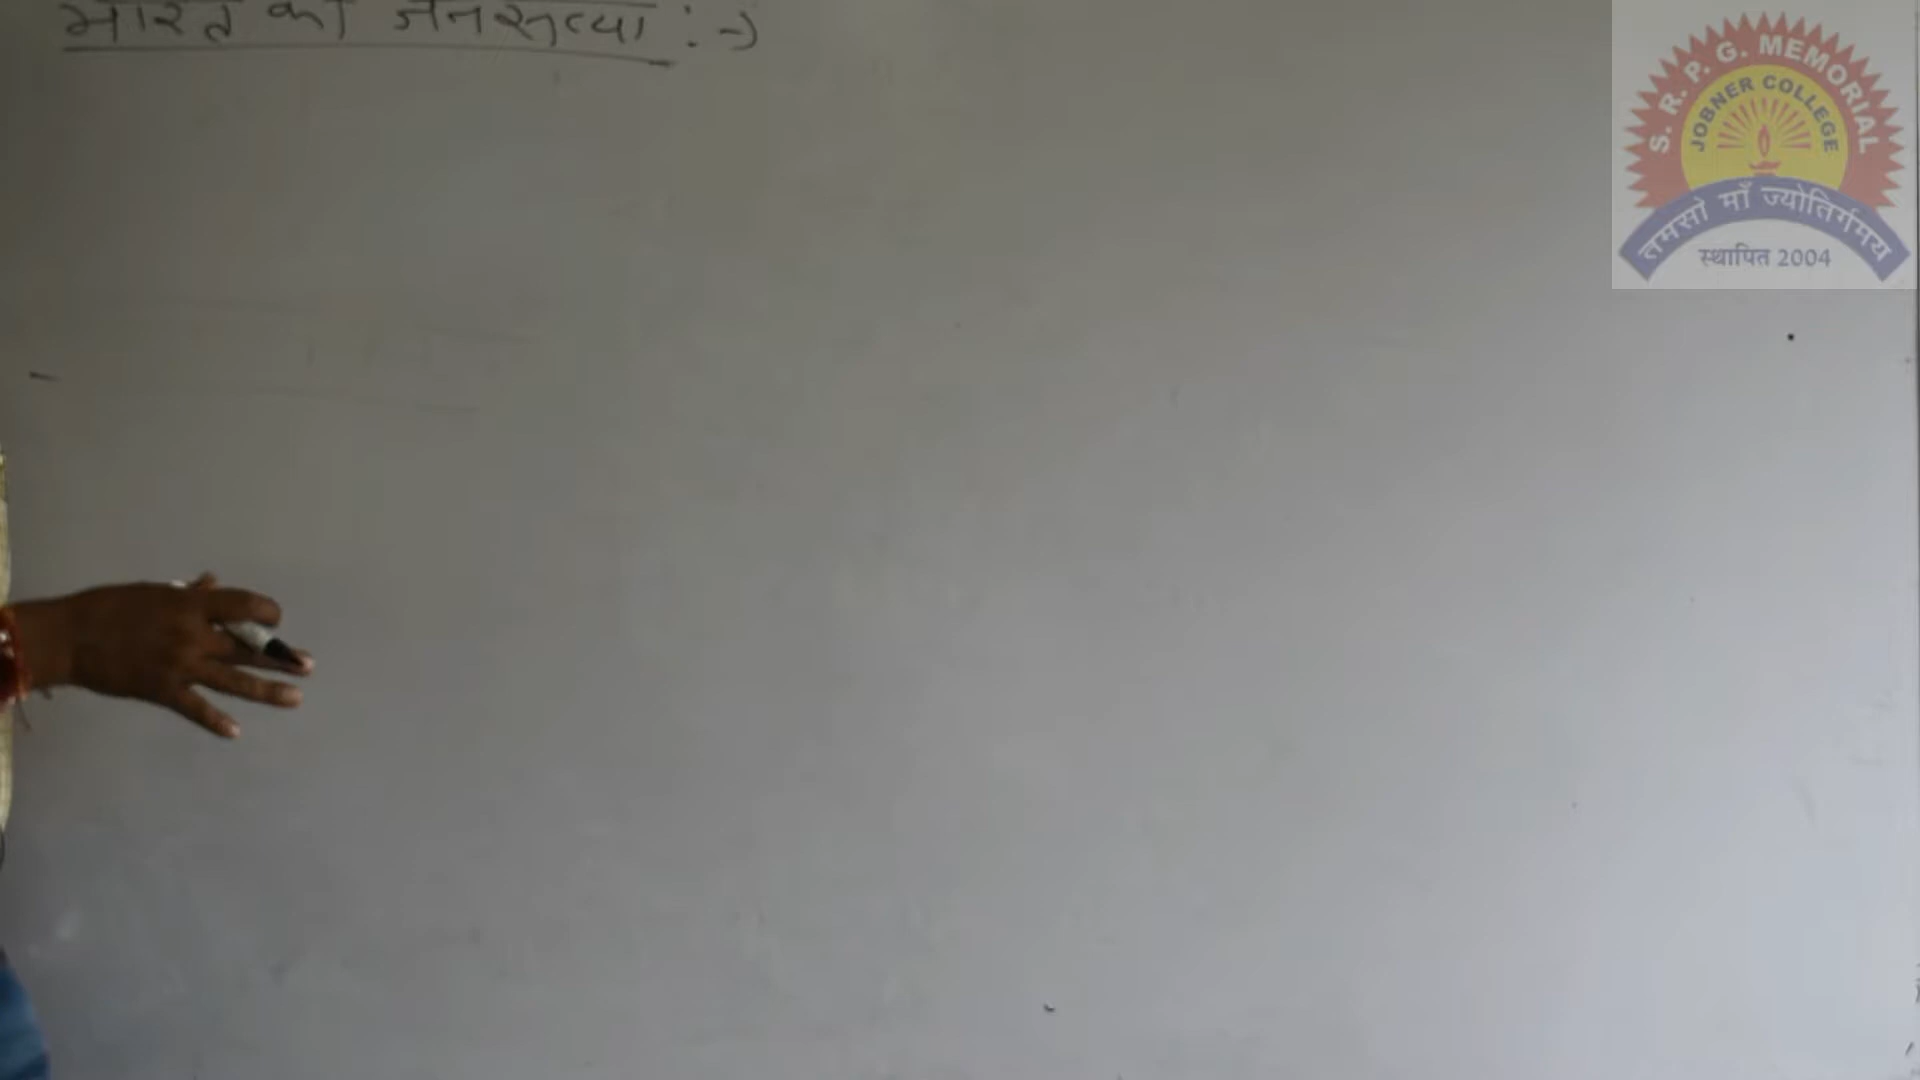 भारत की जनसंख्या :-)
S. R. P. G. MEMORIAL
JOBNER COLLEGE
तमसो माँ ज्योतिर्गमय
स्थापित 2004